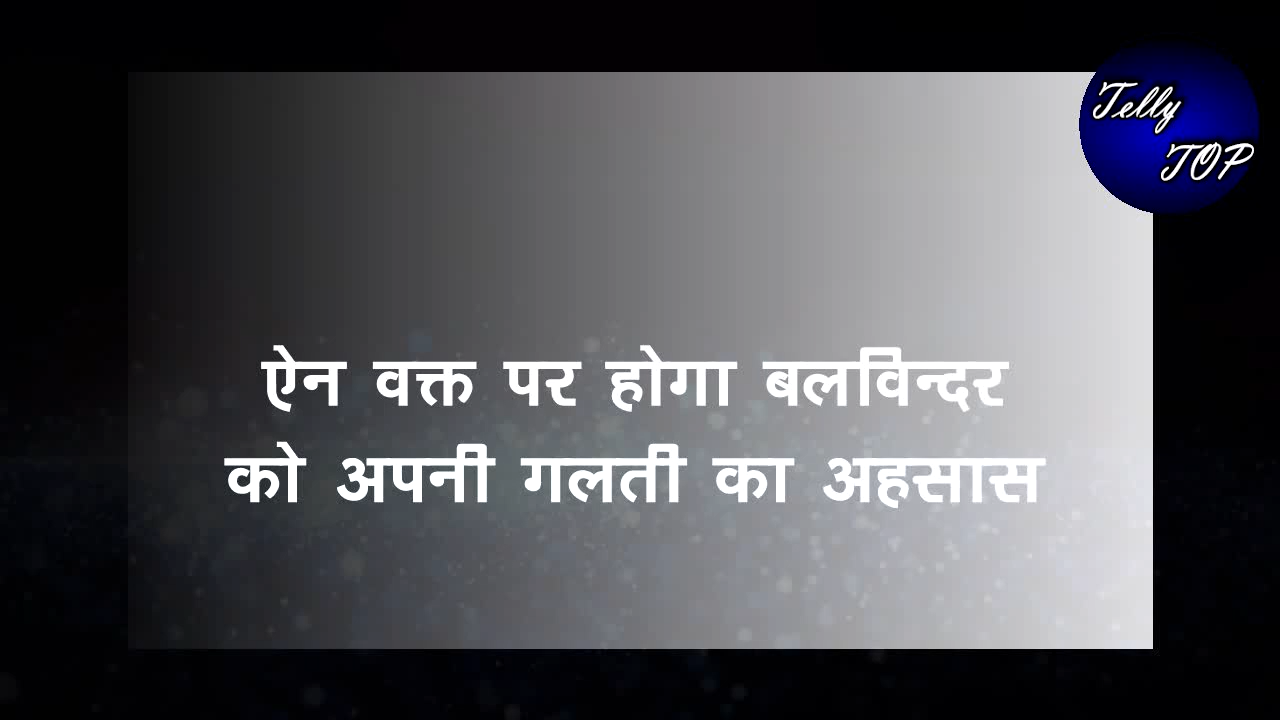 Telly
TOP
ऐन वक्त पर होगा बलविन्दर
को अपनी गलती का अहसास